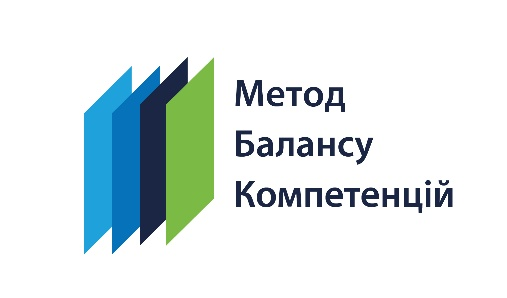 Метод
Балансу
Компетенцій